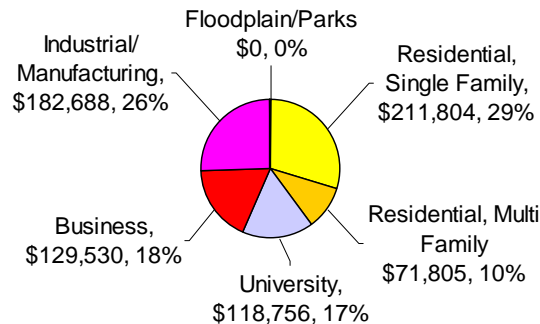 Floodplain/Parks
$0, 0%
Residential,
Single Family,
$211,804, 29%
Residential, Multi
Family
$71,805, 10%
University,
$118,756, 17%
Business,
$129,530, 18%
Industrial/
Manufacturing,
$182,688, 26%